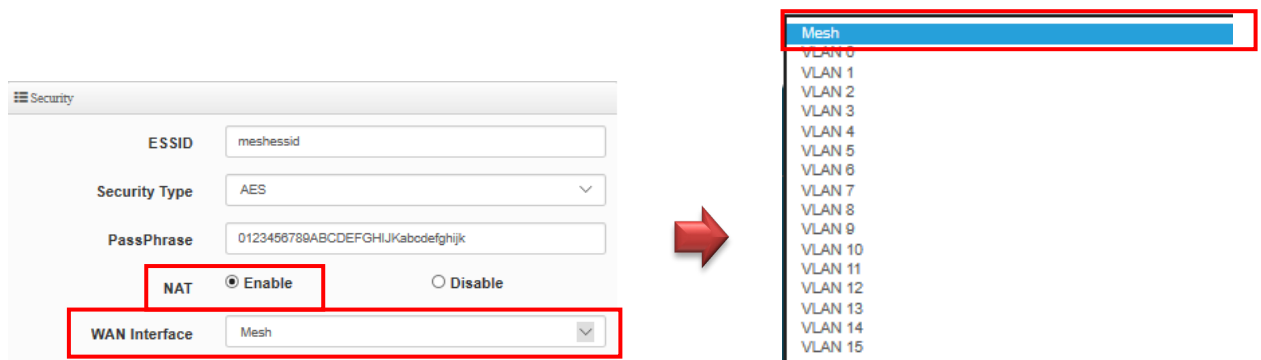 Security
ESSID meshessid
Security Type AES
PassPhrase 0123456789ABCDEFGHIJKabcdefghijk
NAT Enable Disable
WAN Interface Mesh
Mesh
VLAN 0
VLAN 1
VLAN 2
VLAN 3
VLAN 4
VLAN 5
VLAN 6
VLAN 7
VLAN 8
VLAN 9
VLAN 10
VLAN 11
VLAN 12
VLAN 13
VLAN 14
VLAN 15